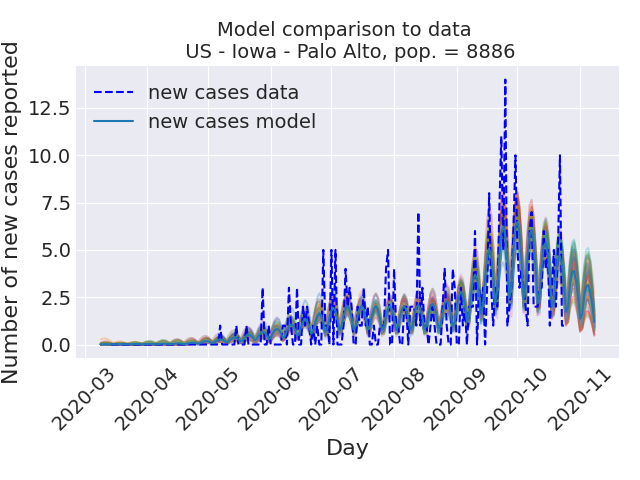 Model comparison to data
US - Iowa - Palo Alto, pop. = 8886
Number of new cases reported
12.5
10.0
7.5
5.0
2.5
0.0
new cases data
new cases model
2020-03
2020-04
2020-05
2020-06
2020-07
2020-08
2020-09
2020-10
2020-11
Day